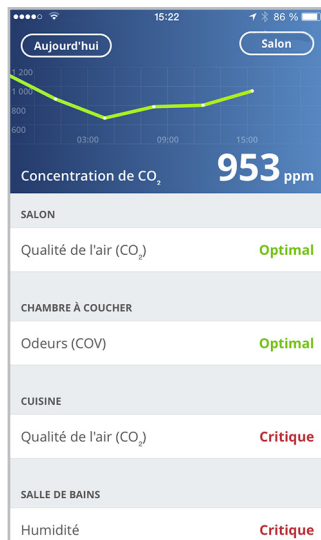 15:22 86 %
Aujourd'hui Salon
1 200
1 000
800
600
03:00 09:00 15:00
Concentration de CO₂ 953 ppm
SALON
Qualité de l'air (CO₂) Optimal
CHAMBRE À COUCHER
Odeurs (COV) Optimal
CUISINE
Qualité de l'air (CO₂) Critique
SALLE DE BAINS
Humidité Critique